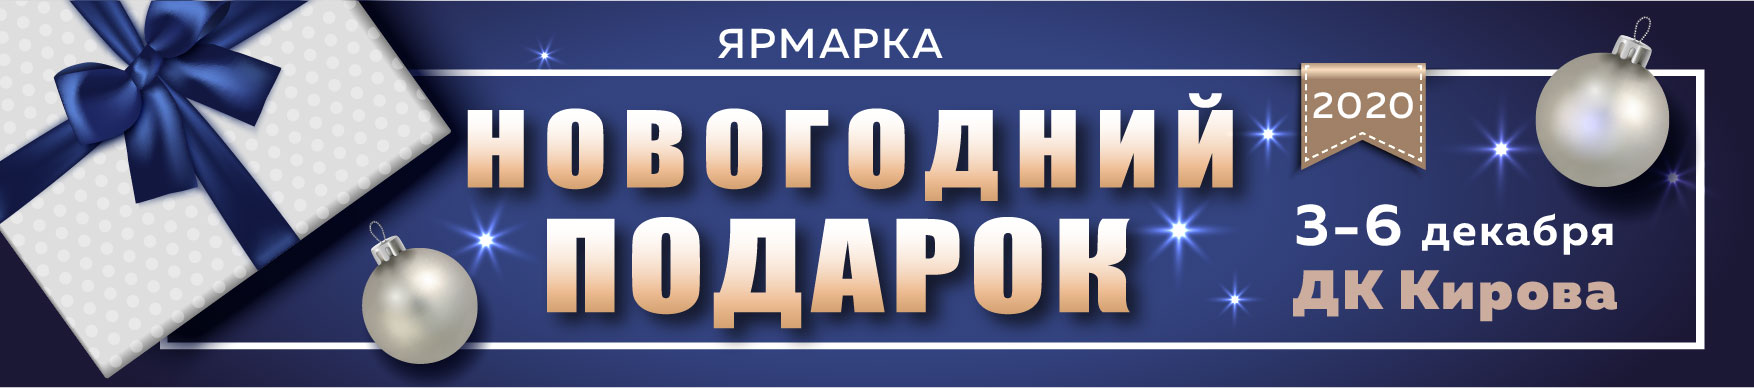 ЯРМАРКА
НОВОГОДНИЙ
ПОДАРОК
2020
3-6 декабря
ДК Кирова